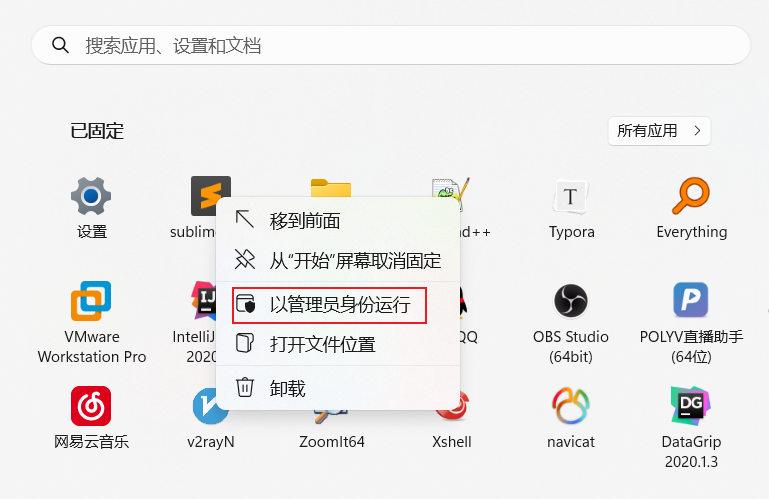 搜索应用、设置和文档
已固定
所有应用
设置
sublime
移到前面
d++
T
Typora
Everything
从“开始”屏幕取消固定
以管理员身份运行
打开文件位置
卸载
VMware
Workstation Pro
IJ
IntelliJ
2020
QQ
OBS Studio
(64bit)
P
POLYV直播助手
(64位)
网易云音乐
V
v2rayN
ZoomIt64
Xshell
navicat
DG
DataGrip
2020.1.3